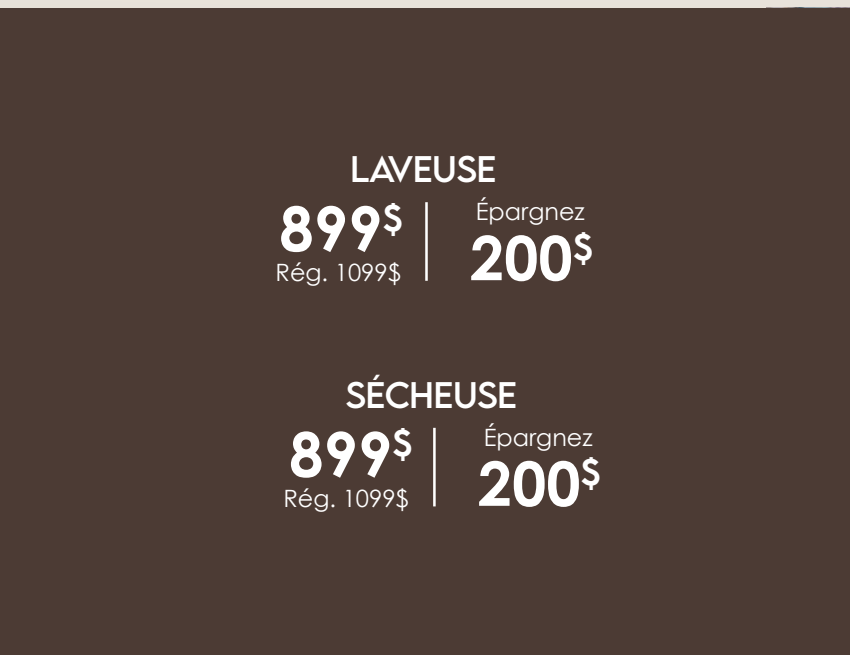 LAVEUSE
899$
Rég. 1099$
Épargnez
200$
SÉCHEUSE
899$
Rég. 1099$
Épargnez
200$